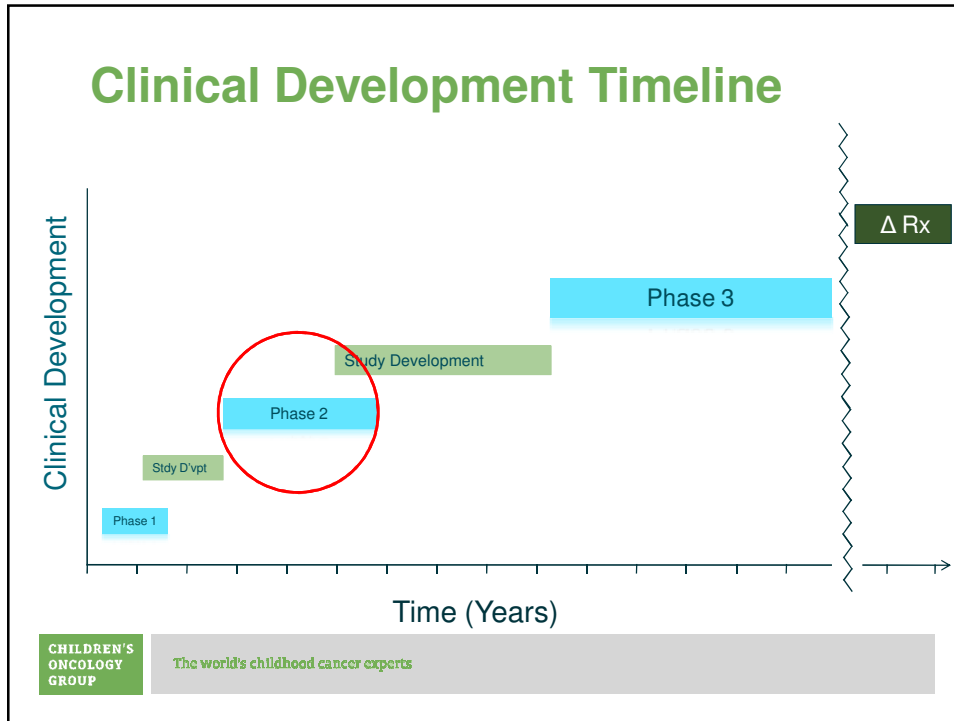 Clinical Development Timeline
Clinical Development
Δ Rx
Phase 3
Study Development
Phase 2
Stdy D'vpt
Phase 1
Time (Years)
CHILDREN'S
ONCOLOGY
GROUP
The world's childhood cancer experts